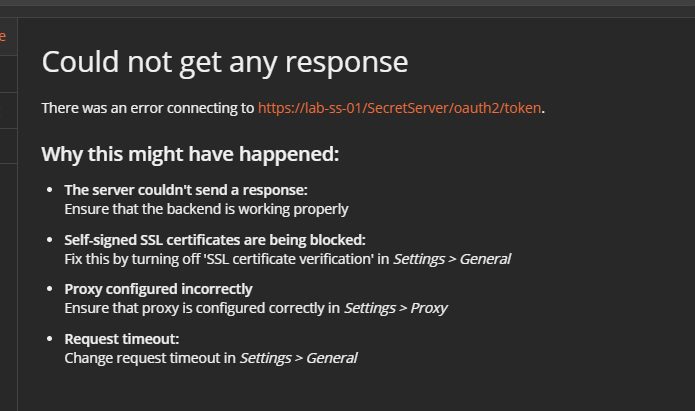 e
Could not get any response
There was an error connecting to https://lab-ss-01/SecretServer/oauth2/token.
Why this might have happened:
The server couldn't send a response:
Ensure that the backend is working properly
Self-signed SSL certificates are being blocked:
Fix this by turning off 'SSL certificate verification' in Settings > General
Proxy configured incorrectly
Ensure that proxy is configured correctly in Settings > Proxy
Request timeout:
Change request timeout in Settings > General